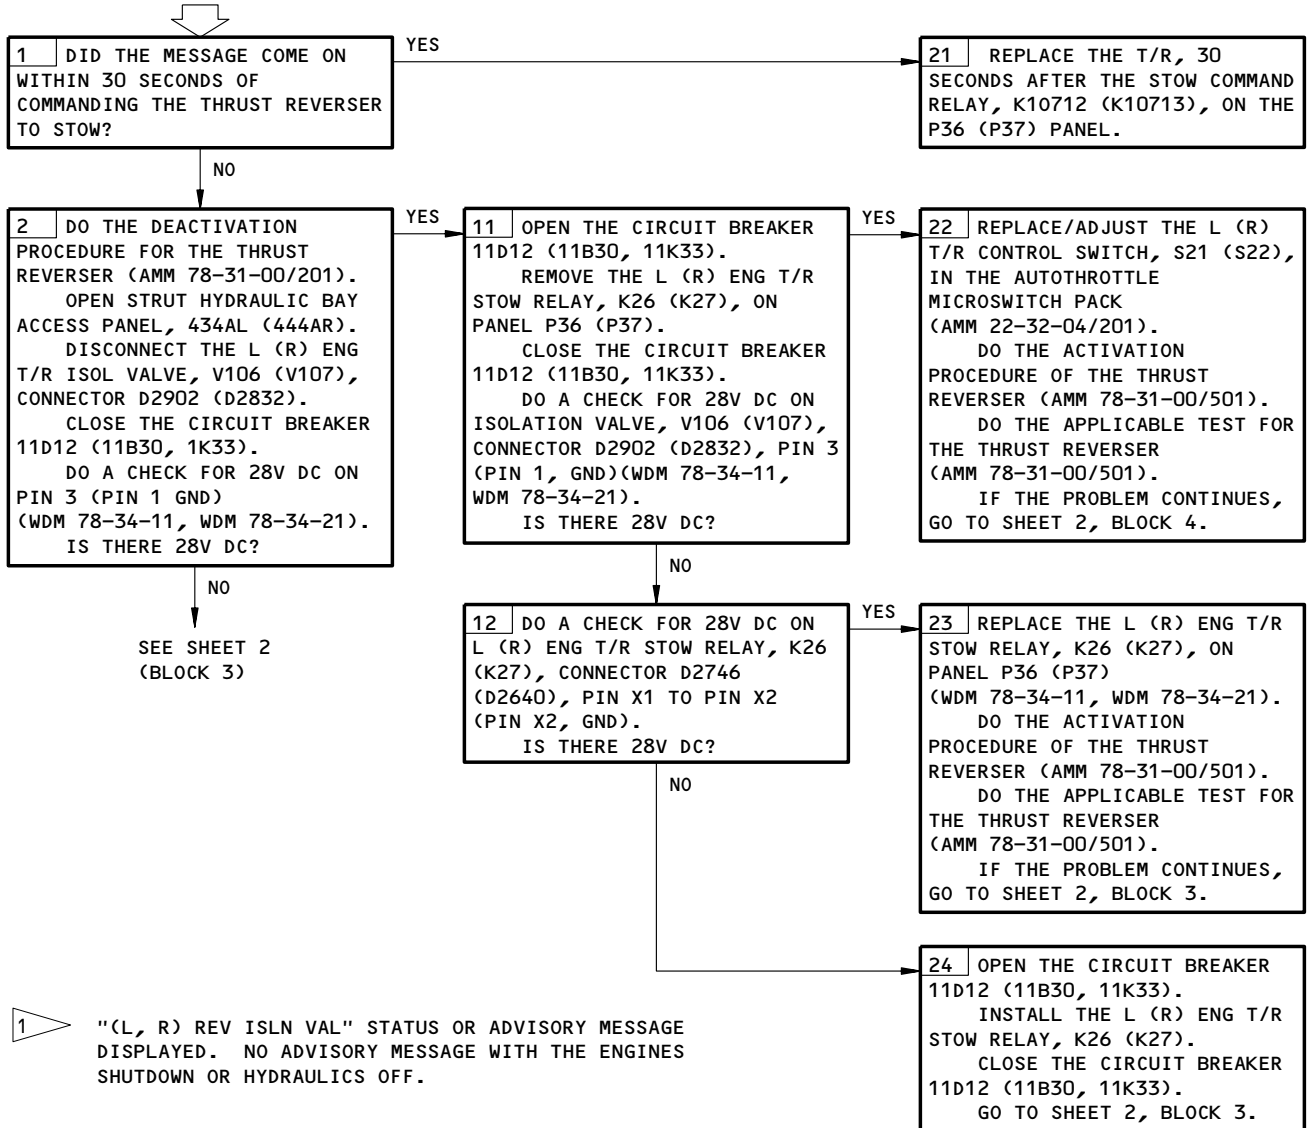 YES
1 DID THE MESSAGE COME ON
WITHIN 30 SECONDS OF
COMMANDING THE THRUST REVERSER
TO STOW?
21 REPLACE THE T/R, 30
SECONDS AFTER THE STOW COMMAND
RELAY, K10712 (K10713), ON THE
P36 (P37) PANEL.
NO
2 DO THE DEACTIVATION
PROCEDURE FOR THE THRUST
REVERSER (AMM 78-31-00/201).
OPEN STRUT HYDRAULIC BAY
ACCESS PANEL, 434AL (444AR).
DISCONNECT THE L (R) ENG
T/R ISOL VALVE, V106 (V107),
CONNECTOR D2902 (D2832).
CLOSE THE CIRCUIT BREAKER
11D12 (11B30, 1K33).
DO A CHECK FOR 28V DC ON
PIN 3 (PIN 1 GND)
(WDM 78-34-11, WDM 78-34-21).
IS THERE 28V DC?
YES
11 OPEN THE CIRCUIT BREAKER
11D12 (11B30, 11K33).
REMOVE THE L (R) ENG T/R
STOW RELAY, K26 (K27), ON
PANEL P36 (P37).
CLOSE THE CIRCUIT BREAKER
11D12 (11B30, 11K33).
DO A CHECK FOR 28V DC ON
ISOLATION VALVE, V106 (V107),
CONNECTOR D2902 (D2832), PIN 3
(PIN 1, GND)(WDM 78-34-11,
WDM 78-34-21).
IS THERE 28V DC?
YES
22 REPLACE/ADJUST THE L (R)
T/R CONTROL SWITCH, S21 (S22),
IN THE AUTOTHROTTLE
MICROSWITCH PACK
(AMM 22-32-04/201).
DO THE ACTIVATION
PROCEDURE OF THE THRUST
REVERSER (AMM 78-31-00/501).
DO THE APPLICABLE TEST FOR
THE THRUST REVERSER
(AMM 78-31-00/501).
IF THE PROBLEM CONTINUES,
GO TO SHEET 2, BLOCK 4.
NO
SEE SHEET 2
(BLOCK 3)
NO
12 DO A CHECK FOR 28V DC ON
L (R) ENG T/R STOW RELAY, K26
(K27), CONNECTOR D2746
(D2640), PIN X1 TO PIN X2
(PIN X2, GND).
IS THERE 28V DC?
YES
23 REPLACE THE L (R) ENG T/R
STOW RELAY, K26 (K27), ON
PANEL P36 (P37)
(WDM 78-34-11, WDM 78-34-21).
DO THE ACTIVATION
PROCEDURE OF THE THRUST
REVERSER (AMM 78-31-00/501).
DO THE APPLICABLE TEST FOR
THE THRUST REVERSER
(AMM 78-31-00/501).
IF THE PROBLEM CONTINUES,
GO TO SHEET 2, BLOCK 3.
NO
24 OPEN THE CIRCUIT BREAKER
11D12 (11B30, 11K33).
INSTALL THE L (R) ENG T/R
STOW RELAY, K26 (K27).
CLOSE THE CIRCUIT BREAKER
11D12 (11B30, 11K33).
GO TO SHEET 2, BLOCK 3.
1 "(L, R) REV ISLN VAL" STATUS OR ADVISORY MESSAGE
DISPLAYED. NO ADVISORY MESSAGE WITH THE ENGINES
SHUTDOWN OR HYDRAULICS OFF.